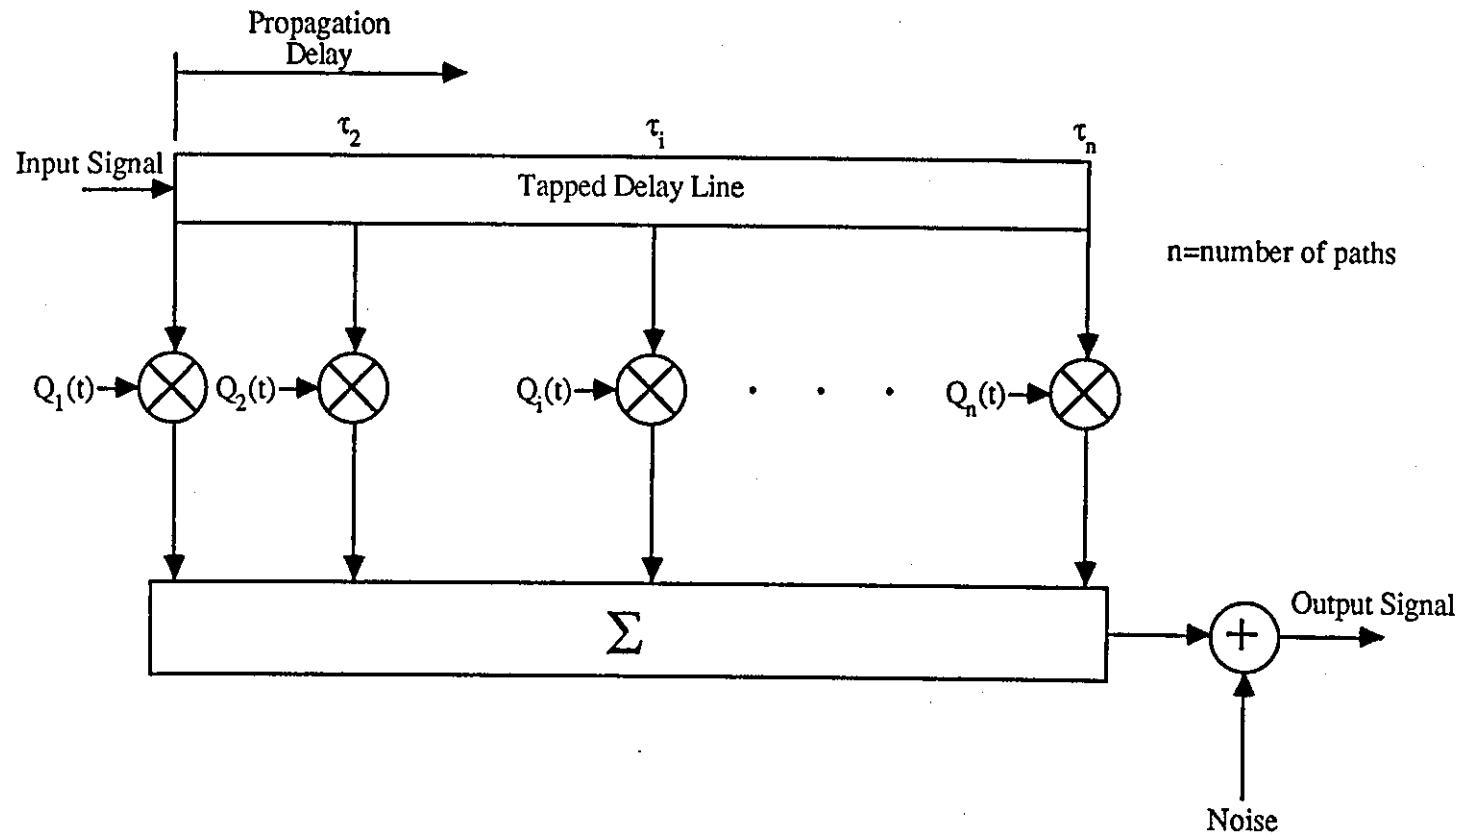 Propagation
Delay
τ₂ τᵢ τₙ
Input Signal
Tapped Delay Line
n=number of paths
Q₁(t) Q₂(t) Qᵢ(t) . . . Qₙ(t)
Σ
+
Output Signal
Noise